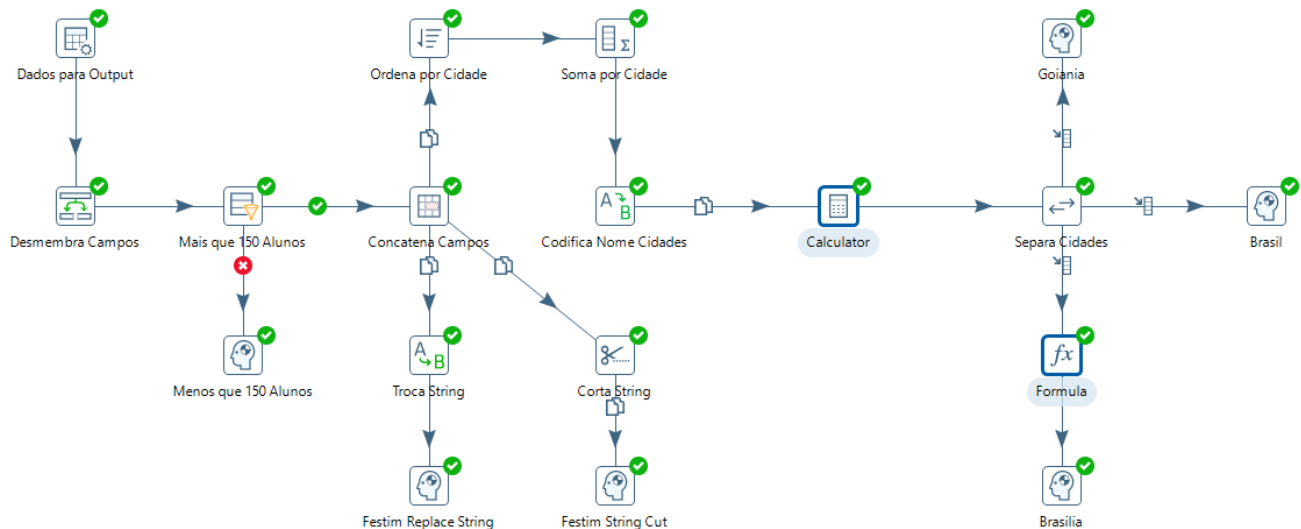 Dados para Output
Ordena por Cidade
Soma por Cidade
Goiania
Desmembra Campos
Mais que 150 Alunos
Concatena Campos
A
B
Codifica Nome Cidades
Calculator
Separa Cidades
Brasil
Menos que 150 Alunos
A
B
Troca String
Corta String
fx
Formula
Festim Replace String
Festim String Cut
Brasilia